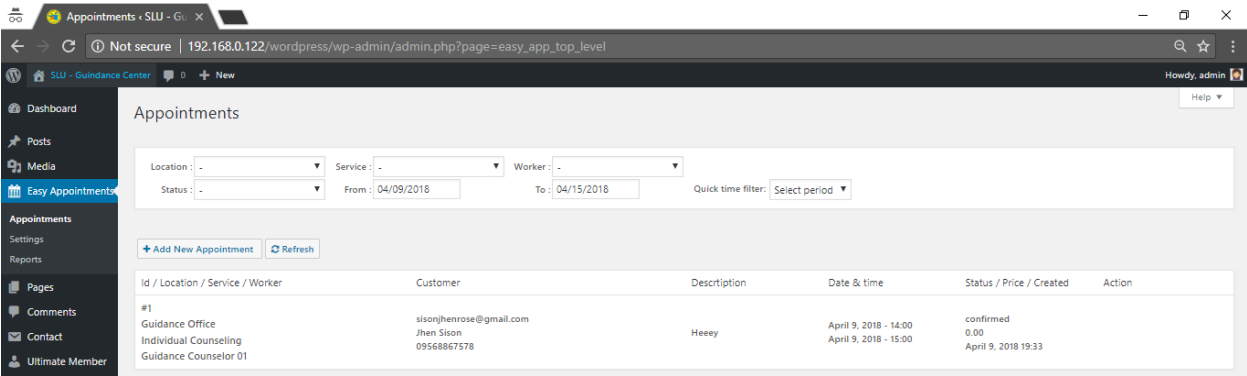 Appointments ‹ SLU - Gu
Not secure | 192.168.0.122/wordpress/wp-admin/admin.php?page=easy_app_top_level
SLU - Guindance Center 0 + New Howdy, admin
Help ▼
Dashboard
Posts
Media
Easy Appointments
Appointments
Settings
Reports
Pages
Comments
Contact
Ultimate Member
Appointments
Location : - Service : - Worker : -
Status : - From : 04/09/2018 To : 04/15/2018 Quick time filter: Select period
+ Add New Appointment Refresh
Id / Location / Service / Worker Customer Descrtiption Date & time Status / Price / Created Action
#1
Guidance Office
Individual Counseling
Guidance Counselor 01
sisonjhenrose@gmail.com
Jhen Sison
09568867578
Heeey
April 9, 2018 - 14:00
April 9, 2018 - 15:00
confirmed
0.00
April 9, 2018 19:33